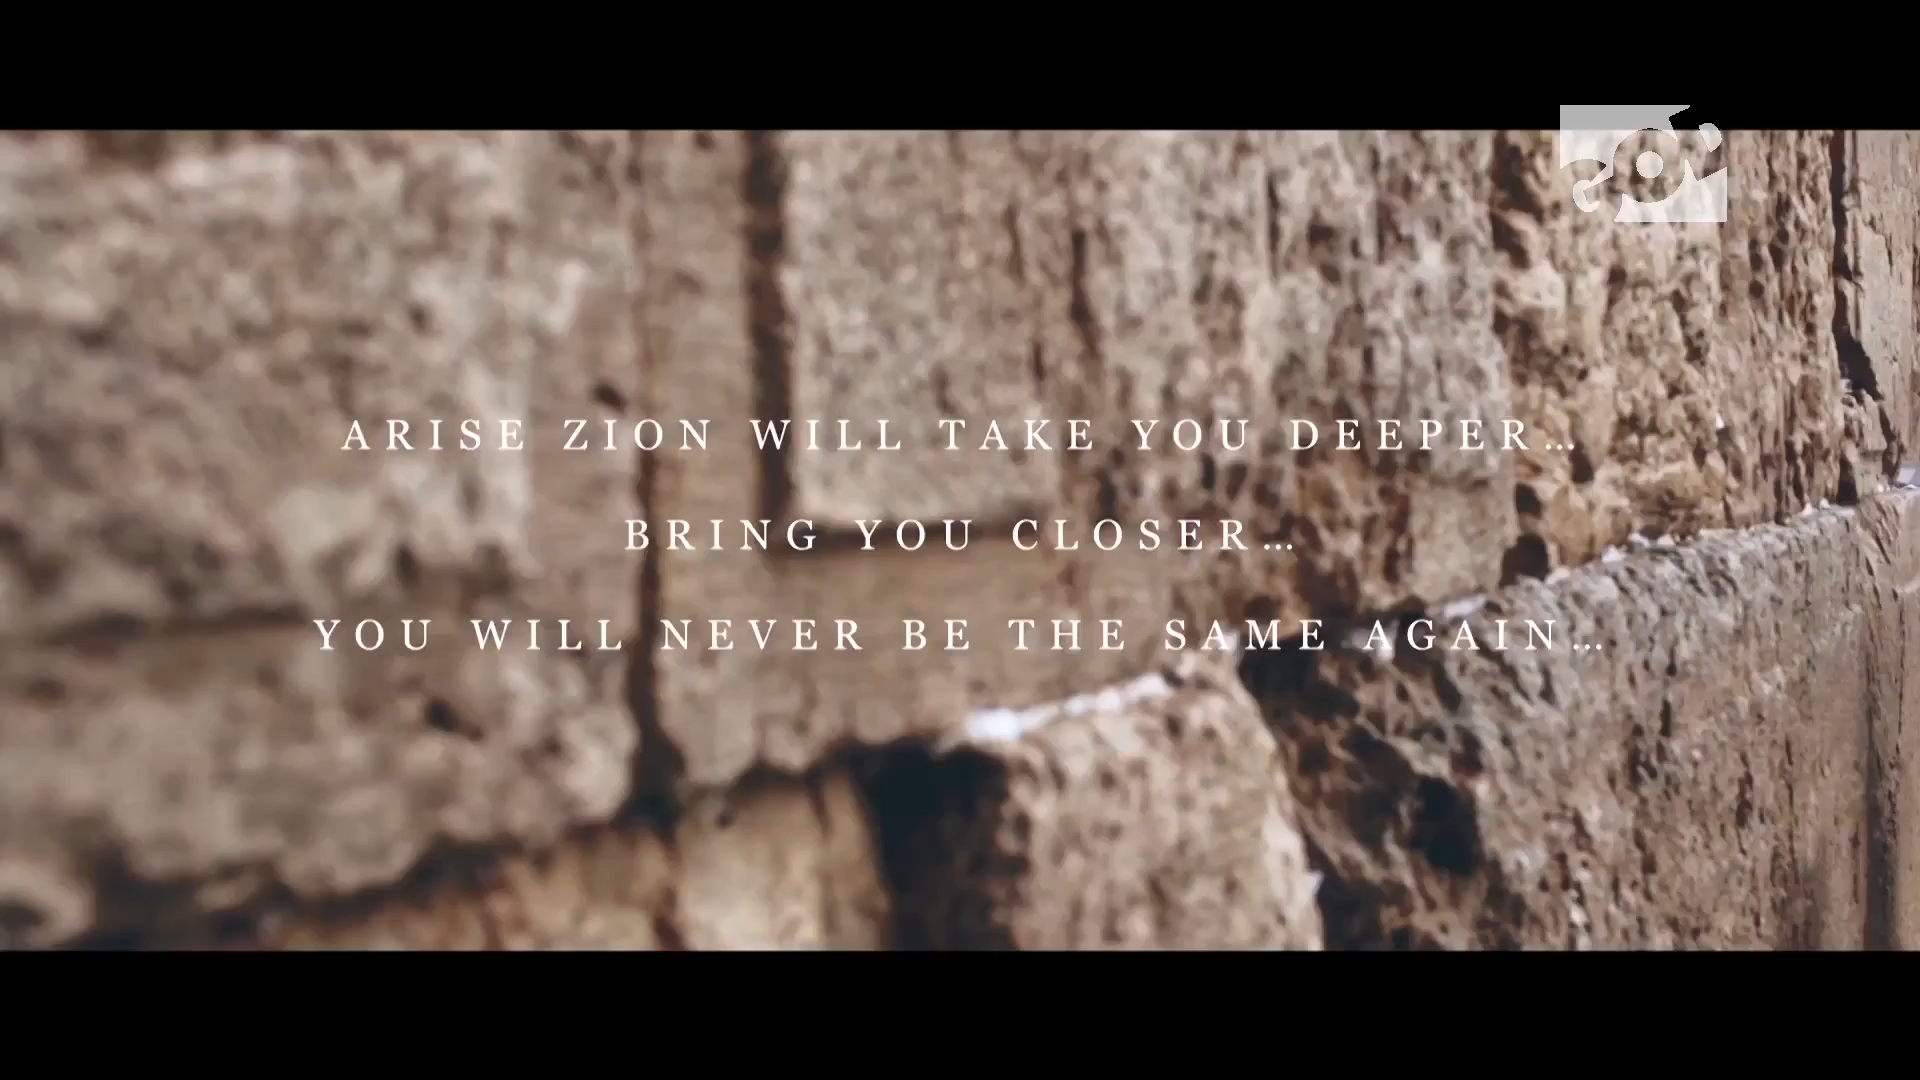 ARISE ZION WILL TAKE YOU DEEPER…
BRING YOU CLOSER…
YOU WILL NEVER BE THE SAME AGAIN…